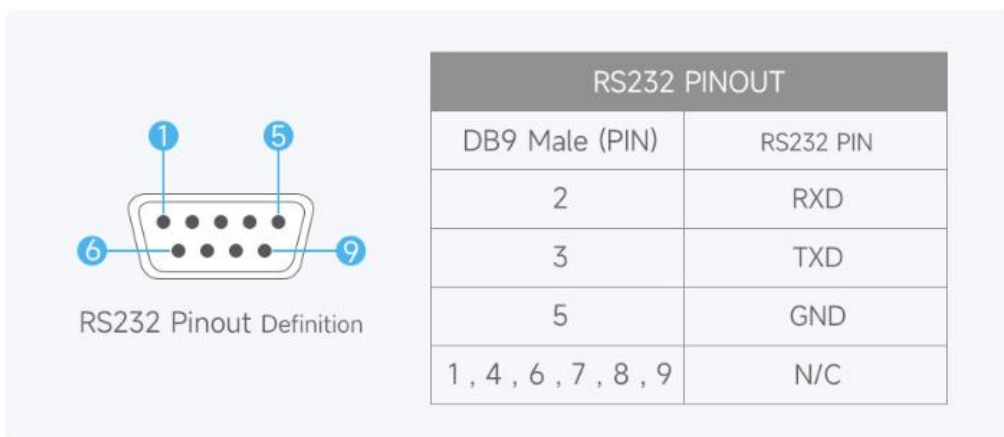 RS232 PINOUT
DB9 Male (PIN) RS232 PIN
2 RXD
3 TXD
5 GND
1 , 4 , 6 , 7 , 8 , 9 N/C
1 5
6 9
RS232 Pinout Definition